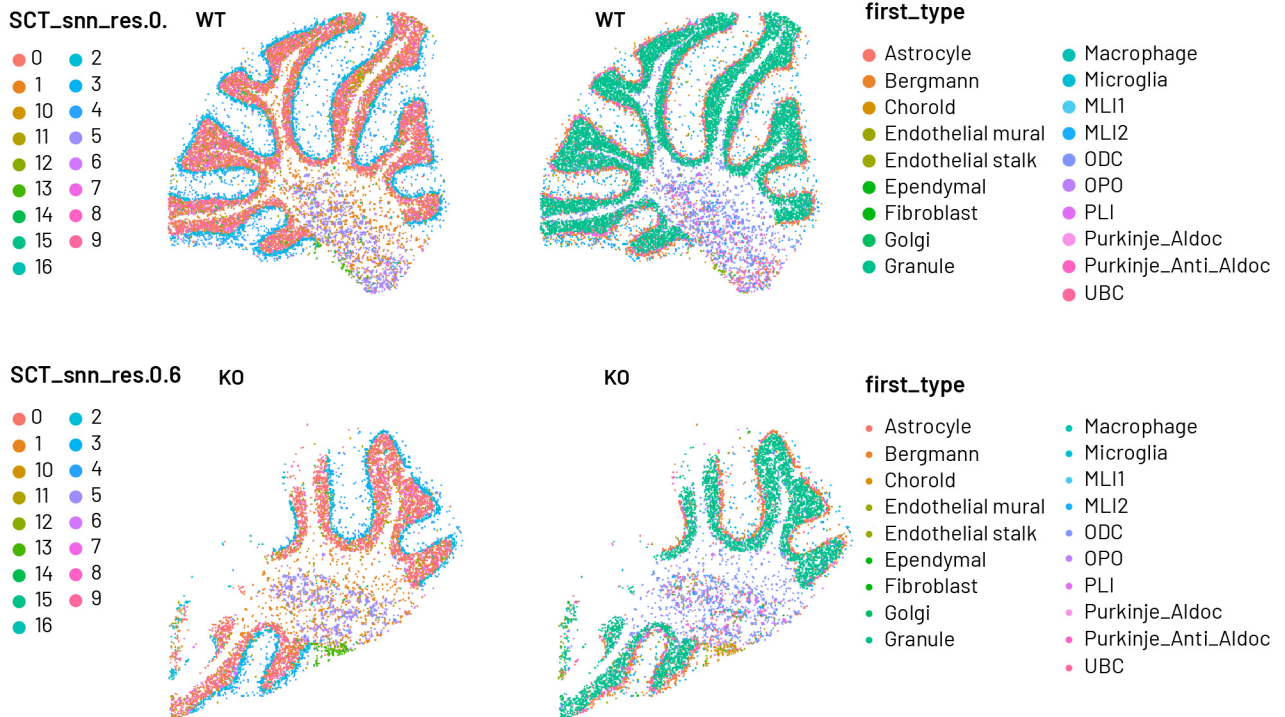 SCT_snn_res.0. WT
0 2
1 3
10 4
11 5
12 6
13 7
14 8
15 9
16
WT first_type
Astrocyle Macrophage
Bergmann Microglia
Chorold MLI1
Endothelial mural MLI2
Endothelial stalk ODC
Ependymal OPO
Fibroblast PLI
Golgi Purkinje_Aldoc
Granule Purkinje_Anti_Aldoc
UBC
SCT_snn_res.0.6 KO
0 2
1 3
10 4
11 5
12 6
13 7
14 8
15 9
16
KO first_type
Astrocyle Macrophage
Bergmann Microglia
Chorold MLI1
Endothelial mural MLI2
Endothelial stalk ODC
Ependymal OPO
Fibroblast PLI
Golgi Purkinje_Aldoc
Granule Purkinje_Anti_Aldoc
UBC